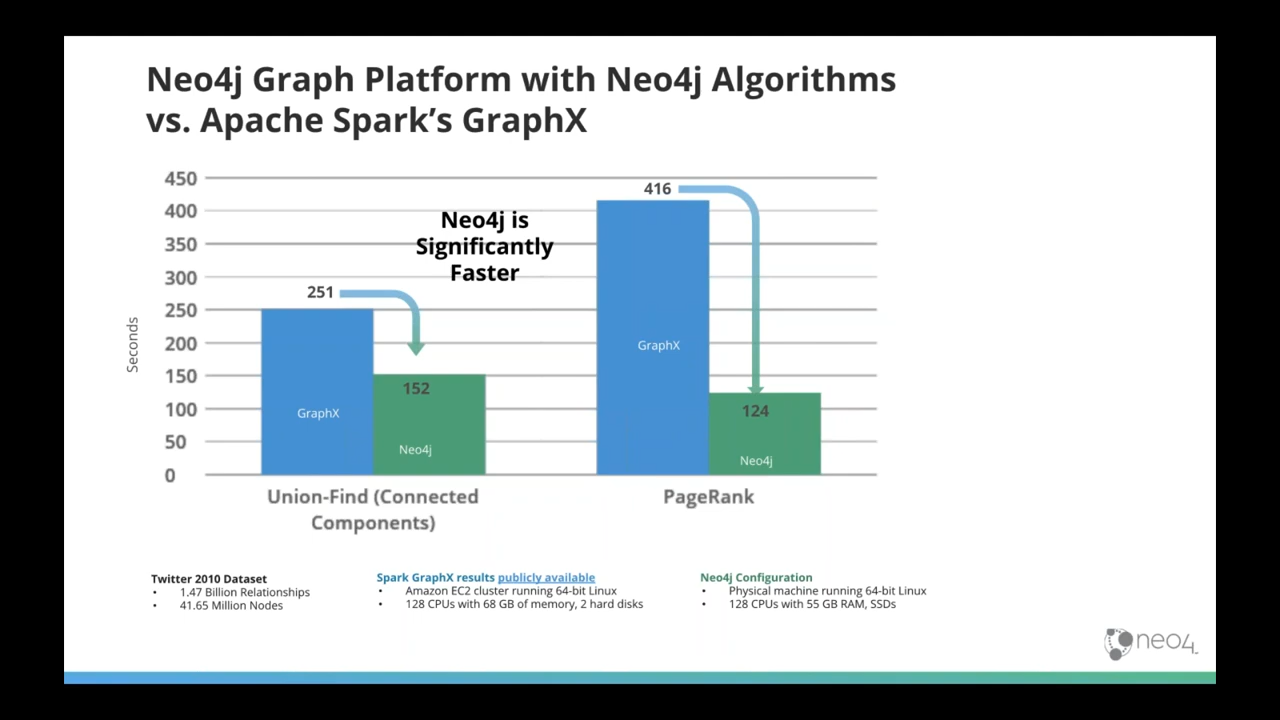 Neo4j Graph Platform with Neo4j Algorithms
vs. Apache Spark’s GraphX
Seconds
450
400
350
300
250
200
150
100
50
0
251
GraphX
152
Neo4j
Neo4j is
Significantly
Faster
416
GraphX
124
Neo4j
Union-Find (Connected
Components)
PageRank
Twitter 2010 Dataset
• 1.47 Billion Relationships
• 41.65 Million Nodes
Spark GraphX results publicly available
• Amazon EC2 cluster running 64-bit Linux
• 128 CPUs with 68 GB of memory, 2 hard disks
Neo4j Configuration
• Physical machine running 64-bit Linux
• 128 CPUs with 55 GB RAM, SSDs
neo4j